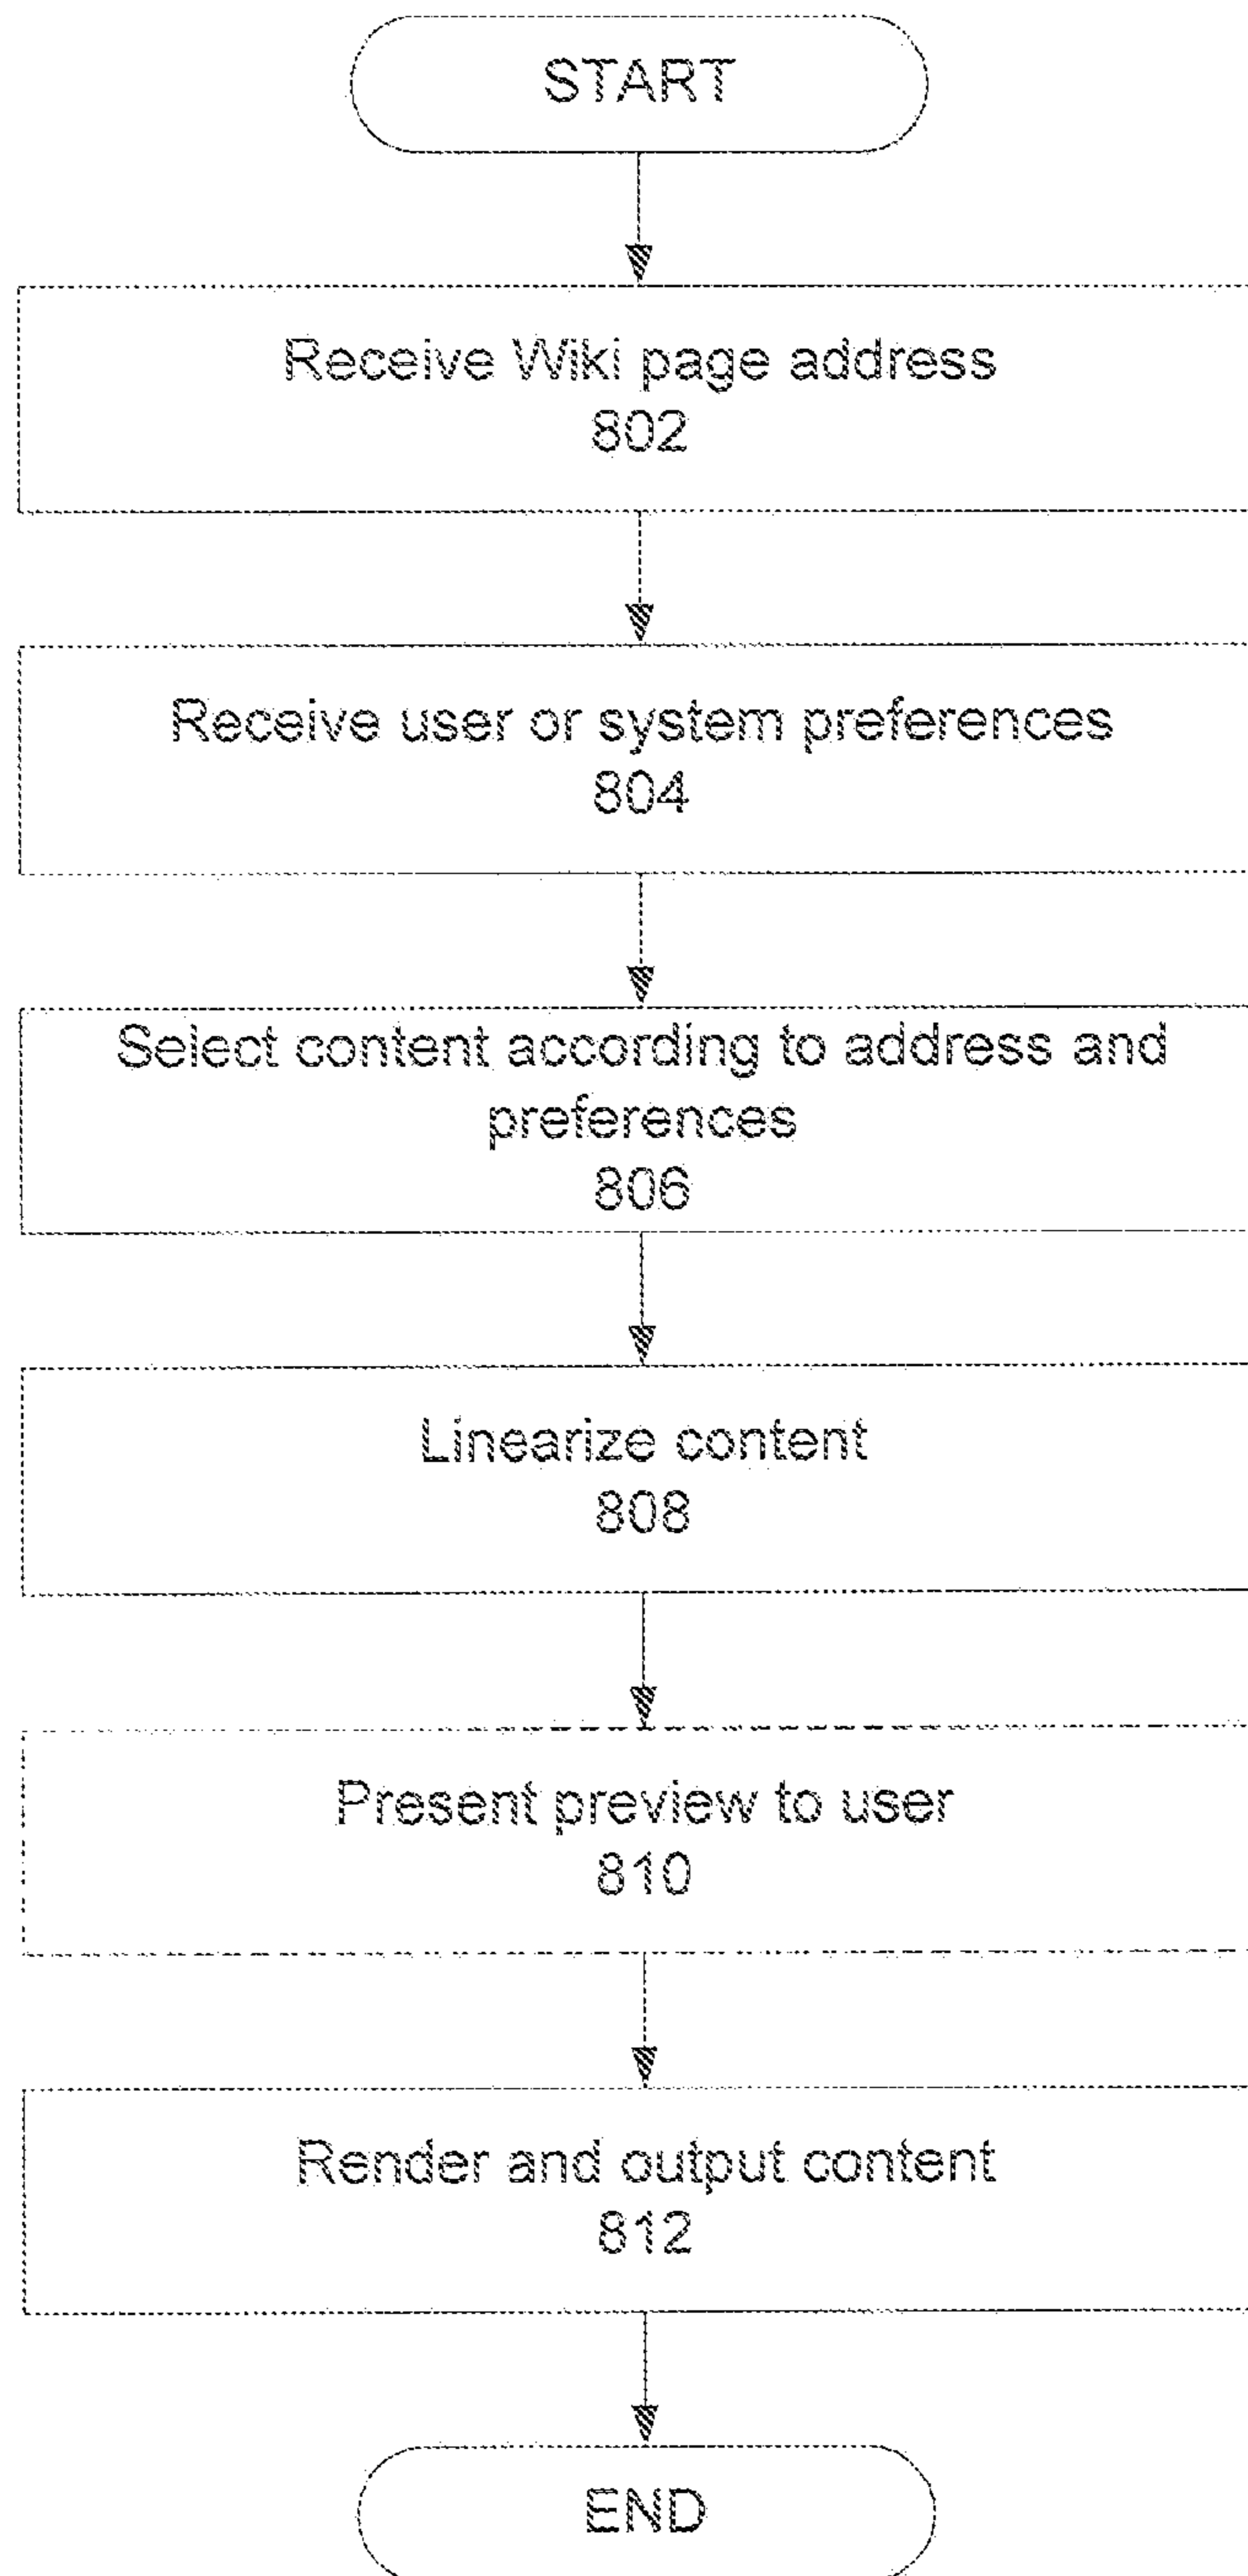 START
Receive Wiki page address
802
Receive user or system preferences
804
Select content according to address and
preferences
806
Linearize content
808
Present preview to user
810
Render and output content
812
END